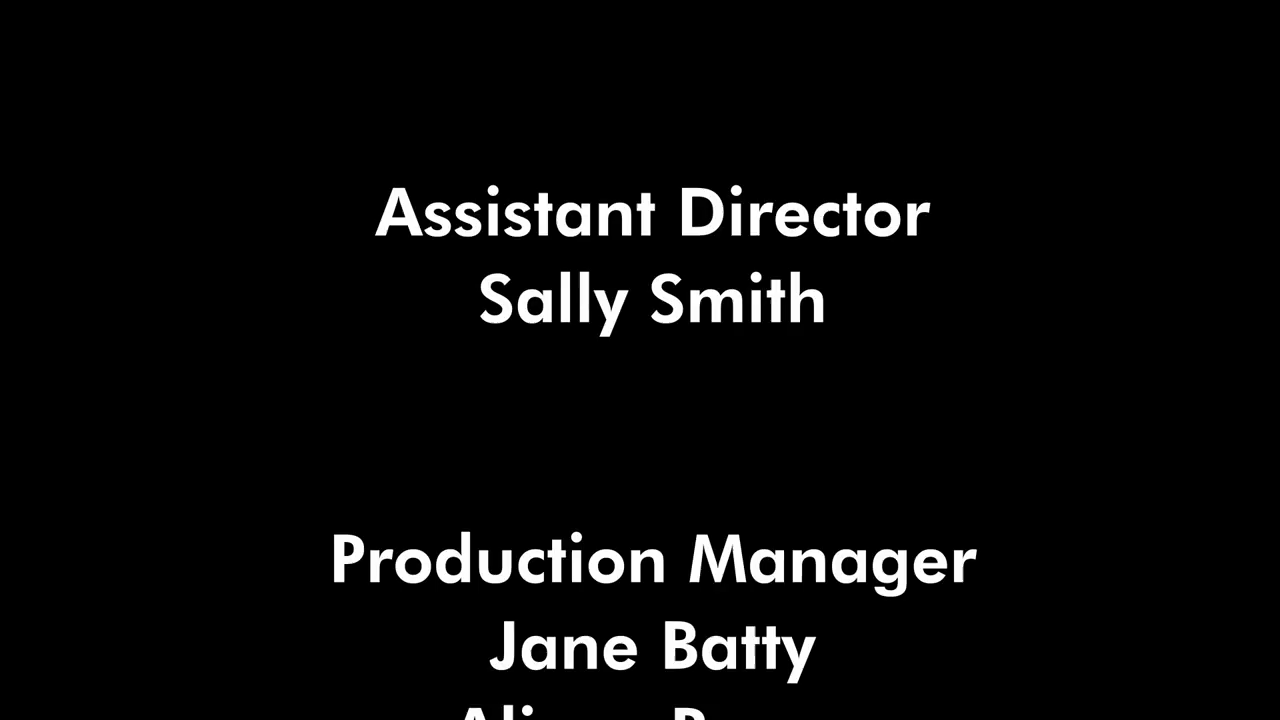 Assistant Director
Sally Smith
Production Manager
Jane Batty